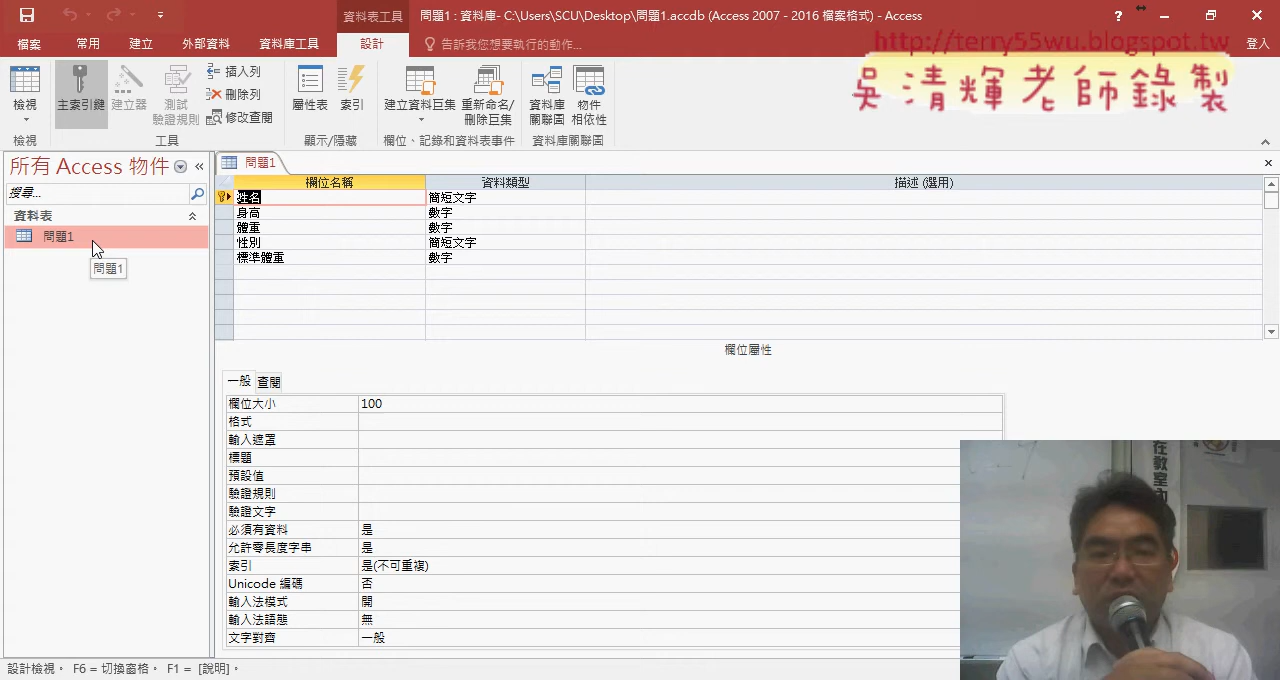 資料表工具
問題1 : 資料庫- C:\Users\SCU\Desktop\問題1.accdb (Access 2007 - 2016 檔案格式) - Access
檔案 常用 建立 外部資料 資料庫工具 設計 告訴我您想要執行的動作... 登入
http://terry55wu.blogspot.tw
吳清輝老師錄製
檢視 主索引鍵 建立器 測試驗證規則 插入列 刪除列 修改查閱 屬性表 索引 建立資料巨集 重新命名/刪除巨集 資料庫關聯圖 物件相依性
檢視 工具 顯示/隱藏 欄位、記錄和資料表事件 資料庫關聯圖
所有 Access 物件
搜尋...
資料表
問題1
問題1
問題1
欄位名稱 資料類型 描述 (選用)
姓名 簡短文字
身高 數字
體重 數字
性別 簡短文字
標準體重 數字
欄位屬性
一般 查閱
欄位大小 100
格式
輸入遮罩
標題
預設值
驗證規則
驗證文字
必須有資料 是
允許零長度字串 是
索引 是(不可重複)
Unicode 編碼 否
輸入法模式 開
輸入法語態 無
文字對齊 一般
在教室內
設計檢視。 F6 = 切換窗格。 F1 = [說明]。